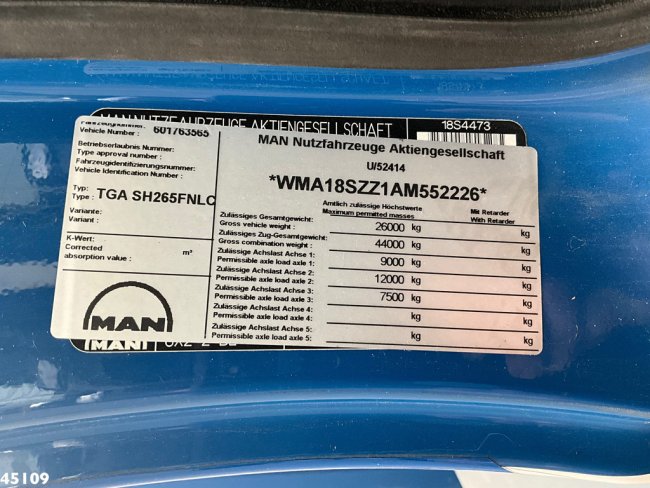 MAN NUTZFAHRZEUGE AKTIENGESELLSCHAFT
18S4473
Vehicle Number : 601763565
Betriebserlaubnis Nummer:
Type approval number :
Fahrzeugidentifizierungsnummer:
Vehicle Identification Number :
Typ:
Type : TGA SH265FNLC
Variante:
Variant :
K-Wert:
Corrected m²
absorption value :
MAN
MAN
MAN Nutzfahrzeuge Aktiengesellschaft
U/52414
*WMA18SZZ1AM552226*
Amtlich zulässige Höchstwerte Mit Retarder
Maximum permitted masses With Retarder
Zulässiges Gesamtgewicht:
Gross vehicle weight : 26000 kg kg
Zulässiges Zug-Gesamtgewicht:
Gross combination weight : 44000 kg kg
Zulässige Achslast Achse 1:
Permissible axle load axle 1: 9000 kg kg
Zulässige Achslast Achse 2:
Permissible axle load axle 2: 12000 kg kg
Zulässige Achslast Achse 3:
Permissible axle load axle 3: 7500 kg kg
Zulässige Achslast Achse 4:
Permissible axle load axle 4: kg kg
Zulässige Achslast Achse 5:
Permissible axle load axle 5: kg kg
45109